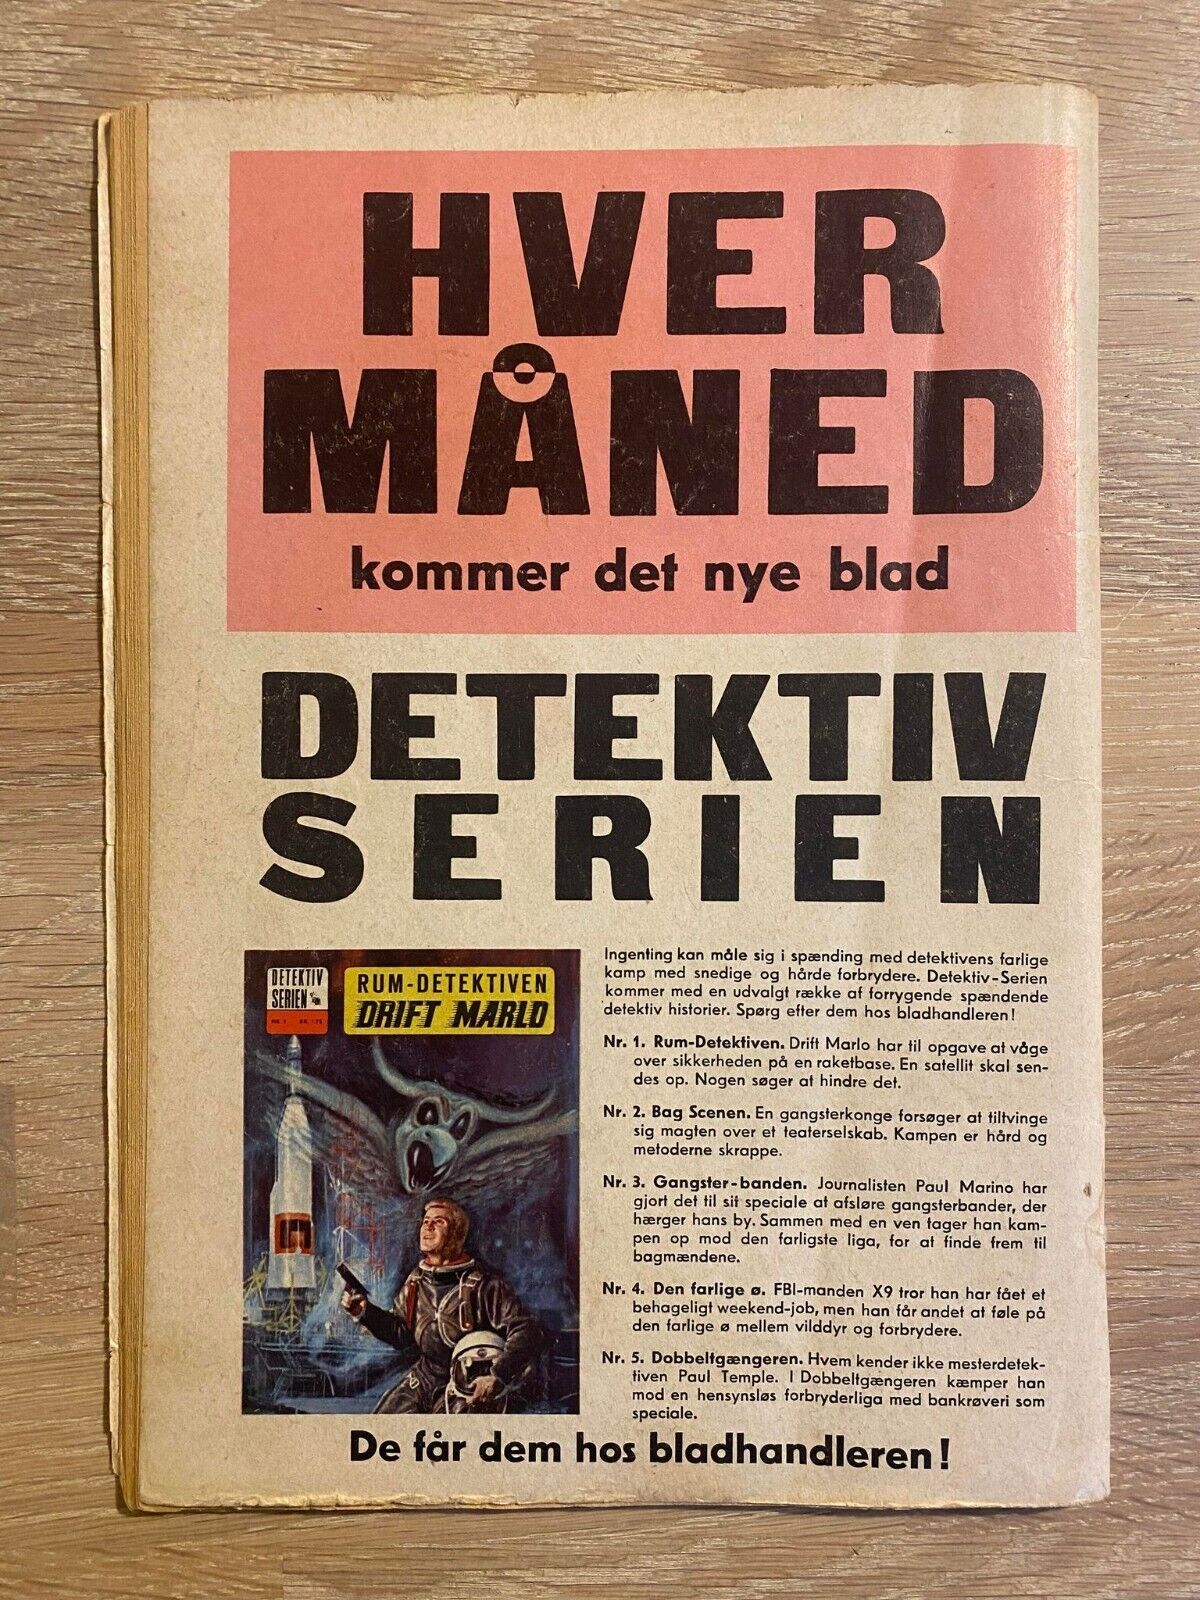 HVER
MÅNED
kommer det nye blad
DETEKTIV
SERIEN
DETEKTIV
SERIEN
RUM-DETEKTIVEN
DRIFT MARLO
Ingenting kan måle sig i spænding med detektivens farlige
kamp med snedige og hårde forbrydere. Detektiv-Serien
kommer med en udvalgt række af forrygende spændende
detektiv historier. Spørg efter dem hos bladhandleren!
Nr. 1. Rum-Detektiven. Drift Marlo har til opgave at våge
over sikkerheden på en raketbase. En satellit skal sen-
des op. Nogen søger at hindre det.
Nr. 2. Bag Scenen. En gangsterkonge forsøger at tiltvinge
sig magten over et teaterselskab. Kampen er hård og
metoderne skrappe.
Nr. 3. Gangster-banden. Journalisten Paul Marino har
gjort det til sit speciale at afsløre gangsterbander, der
hærger hans by. Sammen med en ven tager han kam-
pen op mod den farligste liga, for at finde frem til
bagmændene.
Nr. 4. Den farlige ø. FBI-manden X9 tror han har fået et
behageligt weekend-job, men han får andet at føle på
den farlige ø mellem vilddyr og forbrydere.
Nr. 5. Dobbeltgængeren. Hvem kender ikke mesterdetek-
tiven Paul Temple. I Dobbeltgængeren kæmper han
mod en hensynsløs forbryderliga med bankrøveri som
speciale.
De får dem hos bladhandleren!